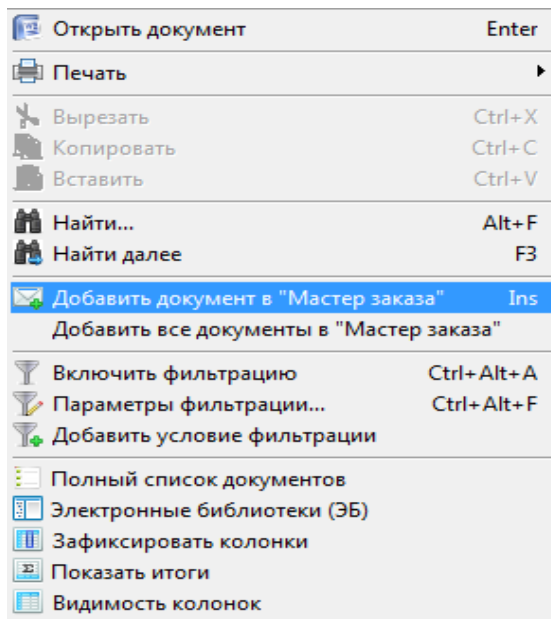 Открыть документ Enter
Печать
Вырезать Ctrl+X
Копировать Ctrl+C
Вставить Ctrl+V
Найти... Alt+F
Найти далее F3
Добавить документ в "Мастер заказа" Ins
Добавить все документы в "Мастер заказа"
Включить фильтрацию Ctrl+Alt+A
Параметры фильтрации... Ctrl+Alt+F
Добавить условие фильтрации
Полный список документов
Электронные библиотеки (ЭБ)
Зафиксировать колонки
Показать итоги
Видимость колонок